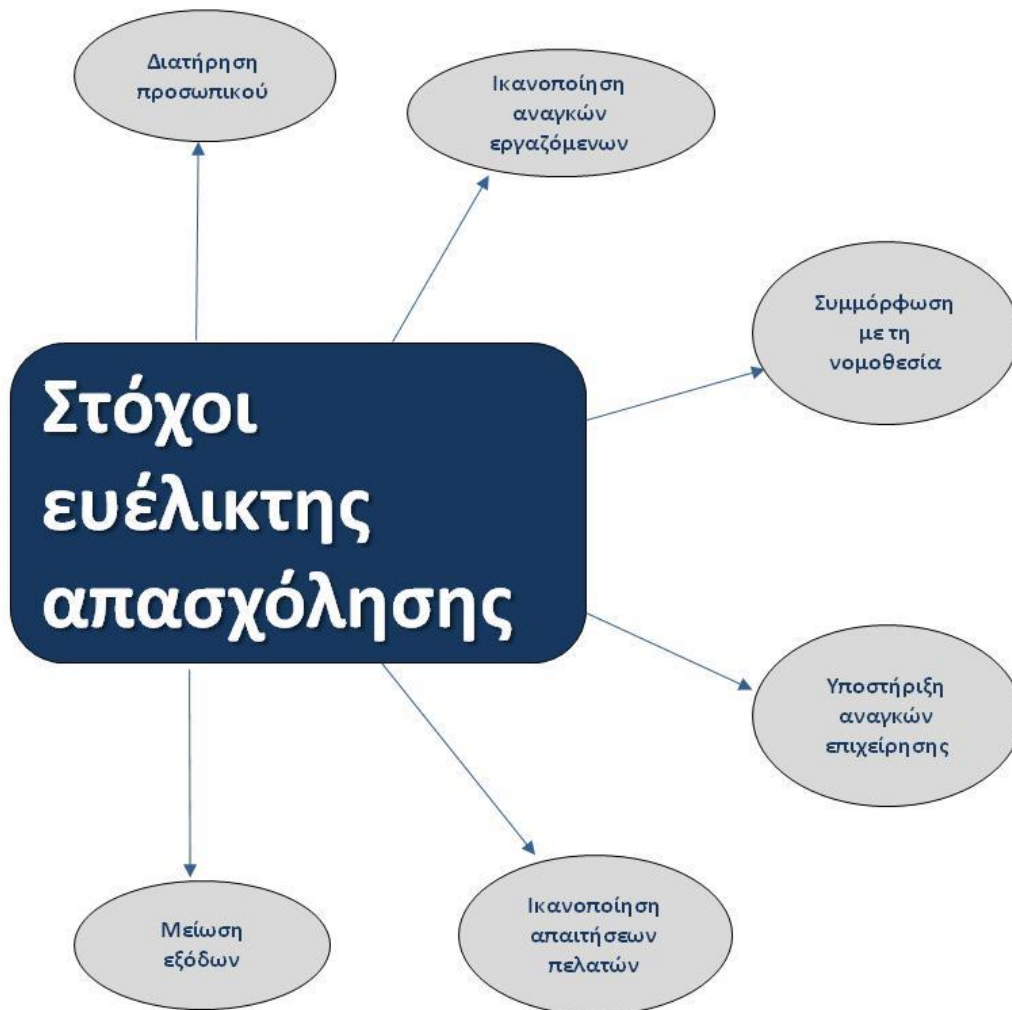 Διατήρηση
προσωπικού
Ικανοποίηση
αναγκών
εργαζόμενων
Συμμόρφωση
με τη
νομοθεσία
Στόχοι
ευέλικτης
απασχόλησης
Υποστήριξη
αναγκών
επιχείρησης
Ικανοποίηση
απαιτήσεων
πελατών
Μείωση
εξόδων